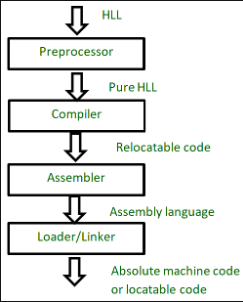 HLL
Preprocessor
Pure HLL
Compiler
Relocatable code
Assembler
Assembly language
Loader/Linker
Absolute machine code
or locatable code